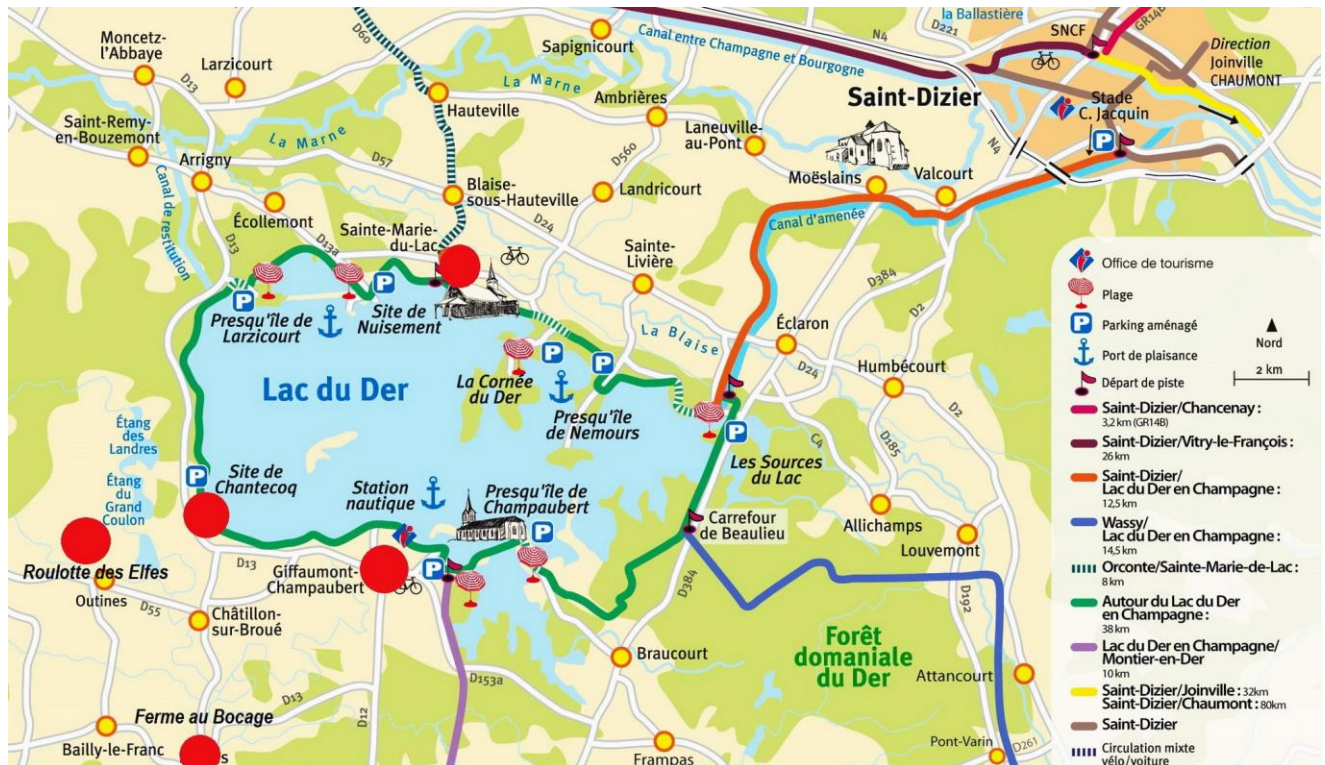 Moncetz-
l'Abbaye
Larzicourt
D13
D60
Sapignicourt
Canal entre Champagne et Bourgogne
N4
D221
la Ballastière
SNCF
GR14B
Direction
Joinville
CHAUMONT
Saint-Remy-
en-Bouzemont
La Marne
Hauteville
La Marne
Ambrières
Saint-Dizier
Stade
C. Jacquin
Laneuville-
au-Pont
N4
Arrigny
D57
D560
Canal de restitution
Blaise-
sous-Hauteville
Landricourt
Moëslains
Valcourt
Écollemont
Sainte-Marie-
du-Lac
D24
Canal d'amenée
D13
D13a
Sainte-
Livière
D384
D2
Presqu'île de
Larzicourt
Site de
Nuisement
La Blaise
Éclaron
D24
Humbécourt
Lac du Der
La Cornée
du Der
Presqu'île
de Nemours
D2
Étang
des
Landres
Étang
du Grand
Coulon
Site de
Chantecoq
Station
nautique
Presqu'île de
Champaubert
Les Sources
du Lac
C4
D185
Allichamps
Carrefour
de Beaulieu
Louvemont
Roulotte des Elfes
Outines
D13
Giffaumont-
Champaubert
D55
Châtillon-
sur-Broué
D384
D192
Braucourt
Forêt
domaniale
du Der
Attancourt
D153a
D13
D12
Ferme au Bocage
Bailly-le-Franc
s
Frampas
Pont-Varin
D261
Office de tourisme
Plage
P Parking aménagé
Nord
Port de plaisance
2 km
Départ de piste
Saint-Dizier/Chancenay :
3,2 km (GR14B)
Saint-Dizier/Vitry-le-François :
26 km
Saint-Dizier/
Lac du Der en Champagne :
12,5 km
Wassy/
Lac du Der en Champagne :
14,5 km
Orconte/Sainte-Marie-de-Lac :
8 km
Autour du Lac du Der
en Champagne :
38 km
Lac du Der en Champagne/
Montier-en-Der
10 km
Saint-Dizier/Joinville : 32km
Saint-Dizier/Chaumont : 80km
Saint-Dizier
Circulation mixte
vélo/voiture